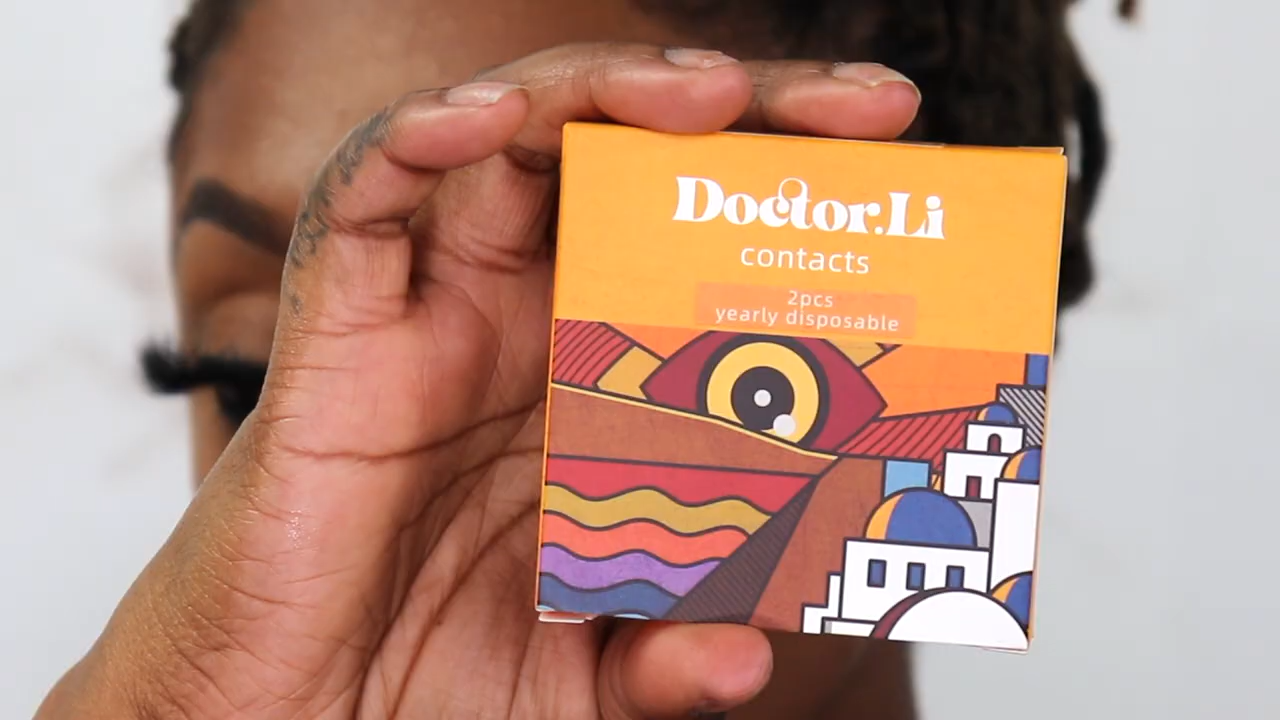 Doctor.Li
contacts
2pcs
yearly disposable